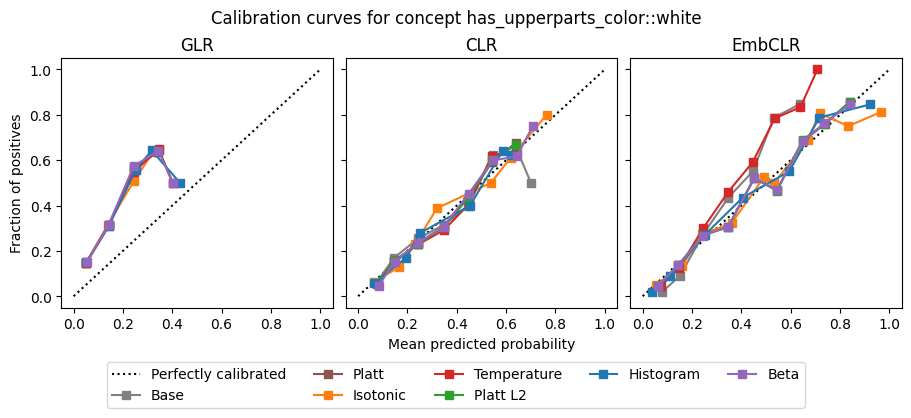 Calibration curves for concept has_upperparts_color::white
GLR
CLR
EmbCLR
Fraction of positives
1.0
0.8
0.6
0.4
0.2
0.0
0.0 0.2 0.4 0.6 0.8 1.0
0.0 0.2 0.4 0.6 0.8 1.0
0.0 0.2 0.4 0.6 0.8 1.0
Mean predicted probability
Perfectly calibrated
Base
Platt
Isotonic
Temperature
Platt L2
Histogram
Beta